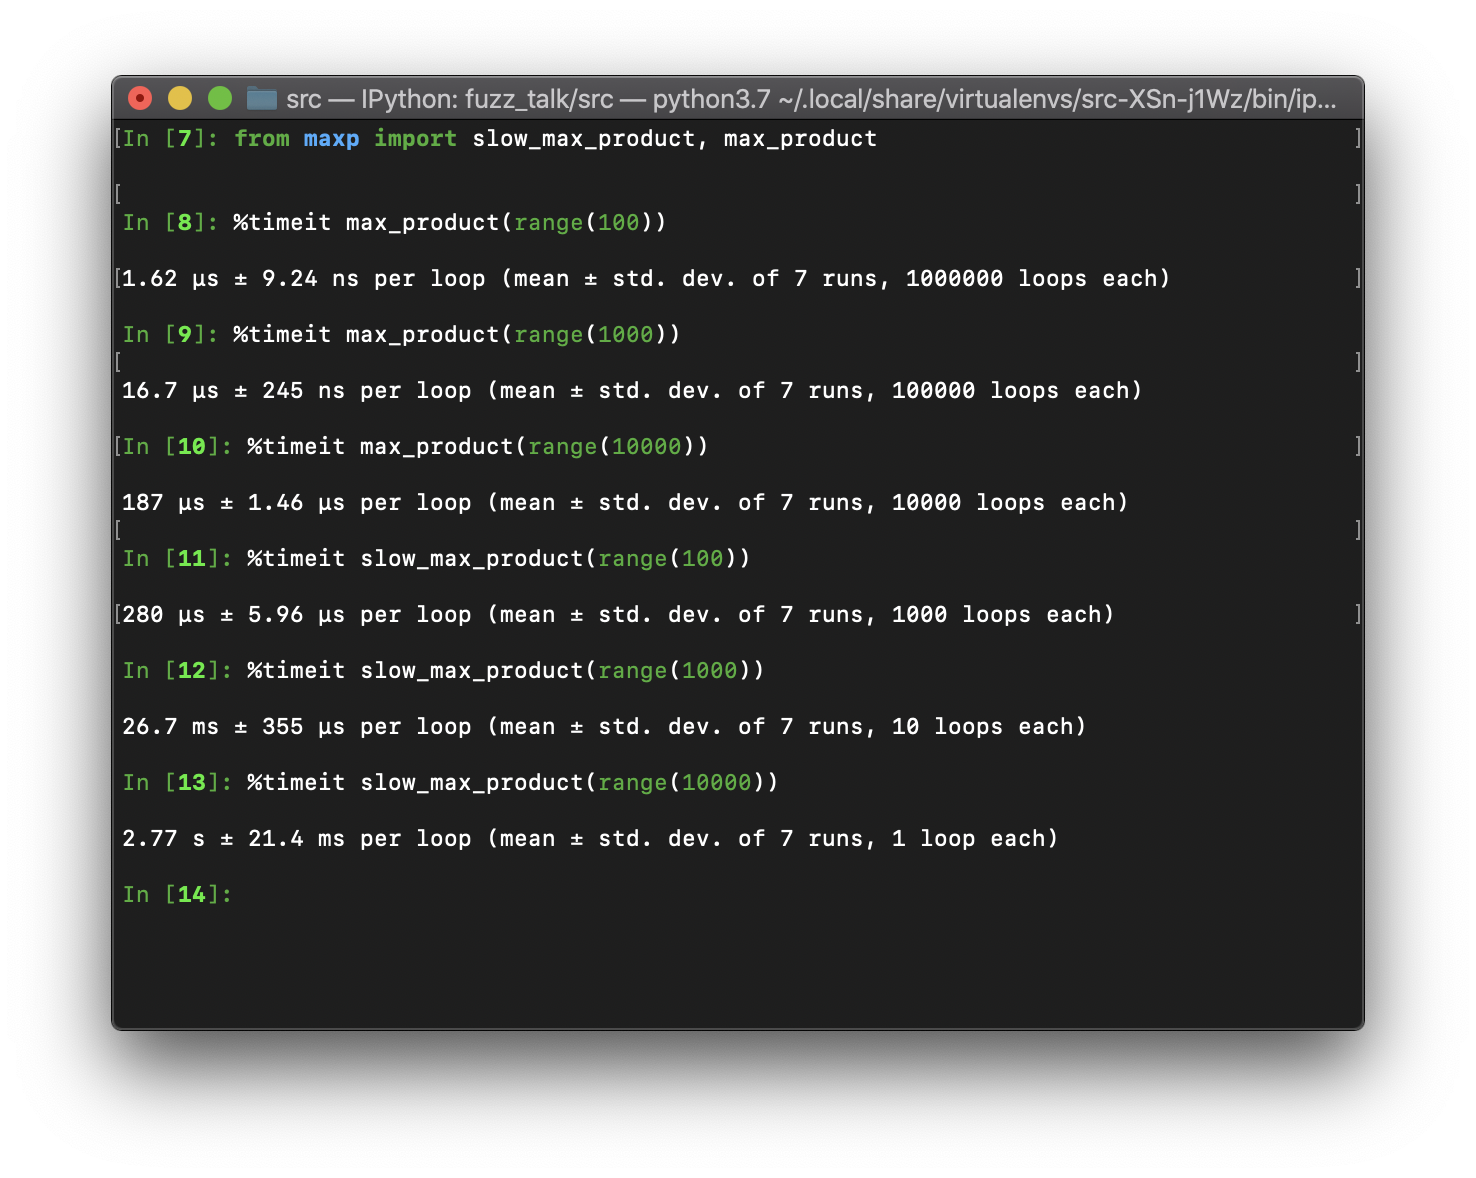 src — IPython: fuzz_talk/src — python3.7 ~/.local/share/virtualenvs/src-XSn-j1Wz/bin/ip...
[In [7]: from maxp import slow_max_product, max_product ]
[ ]
In [8]: %timeit max_product(range(100))
[1.62 µs ± 9.24 ns per loop (mean ± std. dev. of 7 runs, 1000000 loops each) ]
In [9]: %timeit max_product(range(1000))
[ ]
16.7 µs ± 245 ns per loop (mean ± std. dev. of 7 runs, 100000 loops each)
[In [10]: %timeit max_product(range(10000)) ]
187 µs ± 1.46 µs per loop (mean ± std. dev. of 7 runs, 10000 loops each)
[ ]
In [11]: %timeit slow_max_product(range(100))
[280 µs ± 5.96 µs per loop (mean ± std. dev. of 7 runs, 1000 loops each) ]
In [12]: %timeit slow_max_product(range(1000))
26.7 ms ± 355 µs per loop (mean ± std. dev. of 7 runs, 10 loops each)
In [13]: %timeit slow_max_product(range(10000))
2.77 s ± 21.4 ms per loop (mean ± std. dev. of 7 runs, 1 loop each)
In [14]: